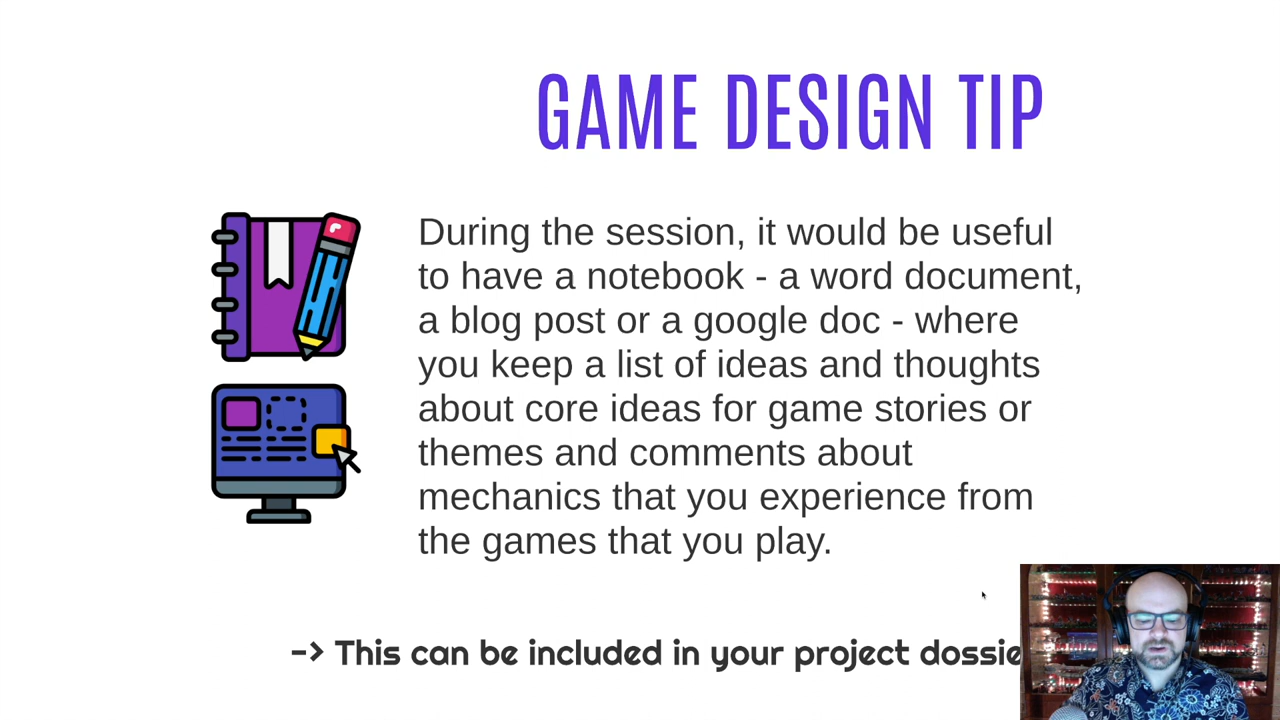 GAME DESIGN TIP
During the session, it would be useful
to have a notebook - a word document,
a blog post or a google doc - where
you keep a list of ideas and thoughts
about core ideas for game stories or
themes and comments about
mechanics that you experience from
the games that you play.
-> This can be included in your project dossie